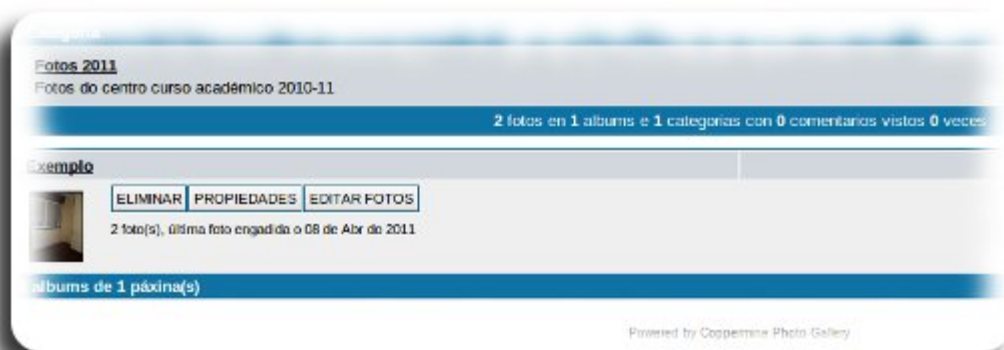 Fotos 2011
Fotos do centro curso académico 2010-11
2 fotos en 1 albums e 1 categorias con 0 comentarios vistos 0 veces
Exemplo
ELIMINAR PROPIEDADES EDITAR FOTOS
2 foto(s), última foto engadida o 08 de Abr do 2011
albums de 1 páxina(s)
Powered by Coppermine Photo Gallery